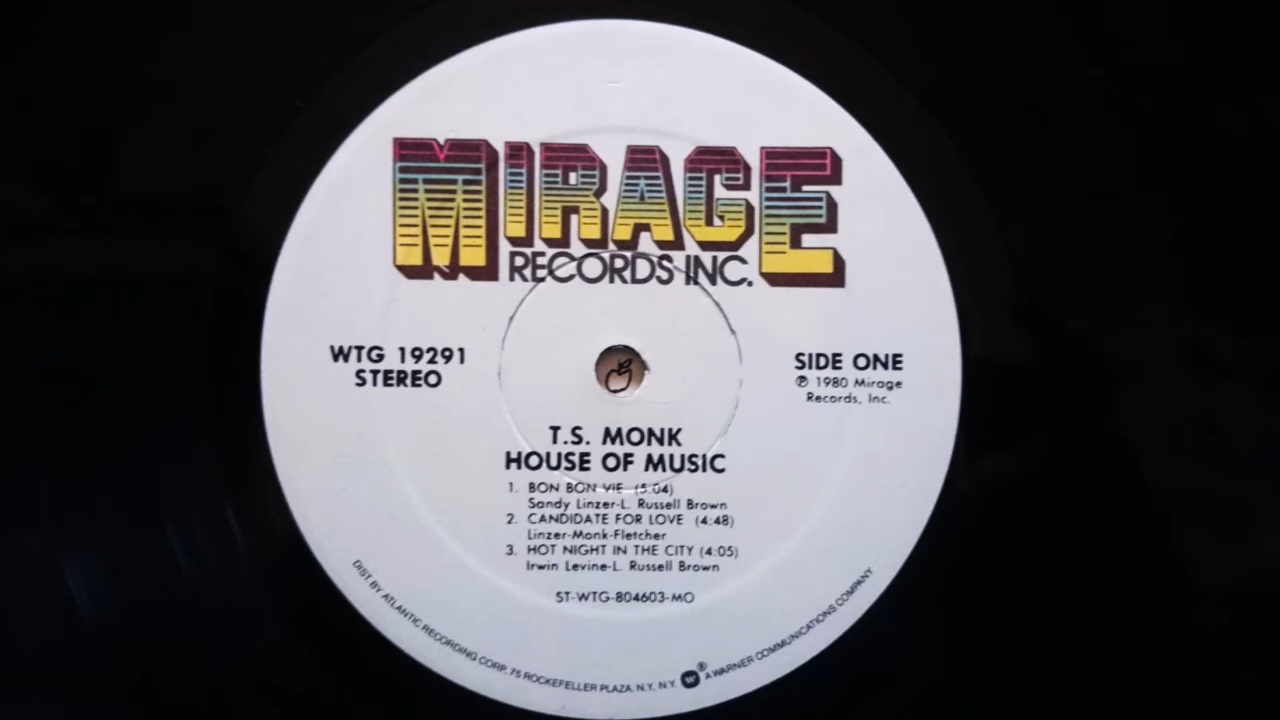 MIRAGE
RECORDS INC.
WTG 19291
STEREO
SIDE ONE
℗ 1980 Mirage
Records, Inc.
T.S. MONK
HOUSE OF MUSIC
1. BON BON VIE (5:04)
Sandy Linzer-L. Russell Brown
2. CANDIDATE FOR LOVE (4:48)
Linzer-Monk-Fletcher
3. HOT NIGHT IN THE CITY (4:05)
Irwin Levine-L. Russell Brown
ST-WTG-804603-MO
DIST. BY ATLANTIC RECORDING CORP. 75 ROCKEFELLER PLAZA. N.Y. N.Y. W® A WARNER COMMUNICATIONS COMPANY